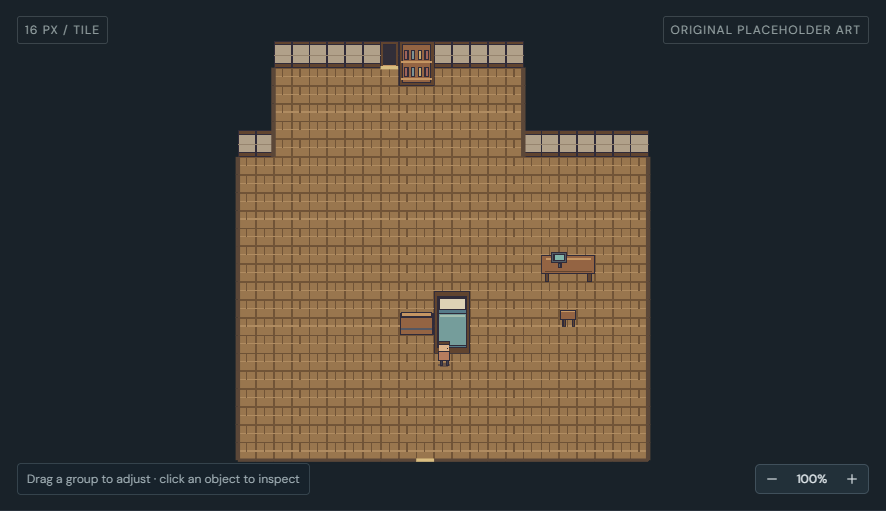 16 PX / TILE
ORIGINAL PLACEHOLDER ART
Drag a group to adjust · click an object to inspect
− 100% +